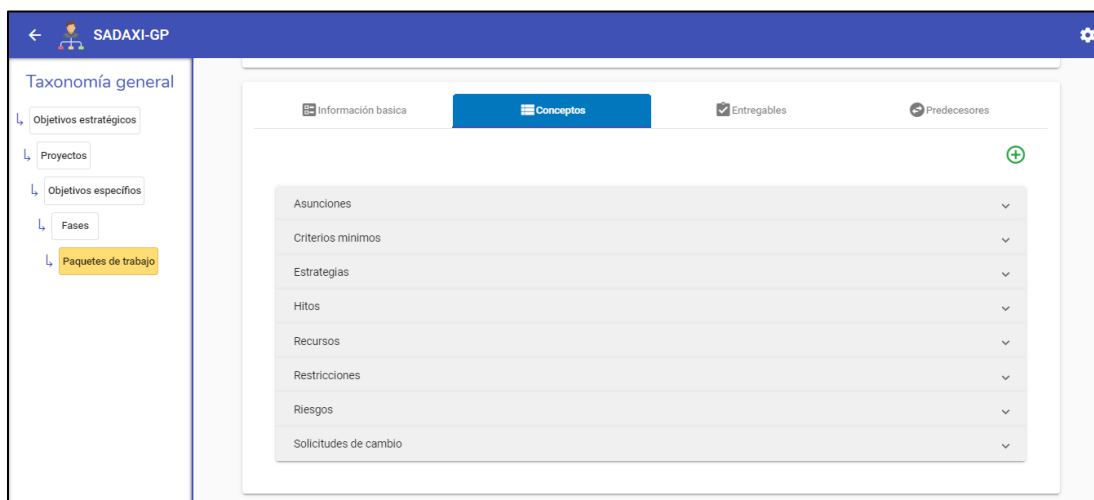 SADAXI-GP
Taxonomía general
Objetivos estratégicos
Proyectos
Objetivos específios
Fases
Paquetes de trabajo
Información basica
Conceptos
Entregables
Predecesores
Asunciones
Criterios minimos
Estrategias
Hitos
Recursos
Restricciones
Riesgos
Solicitudes de cambio